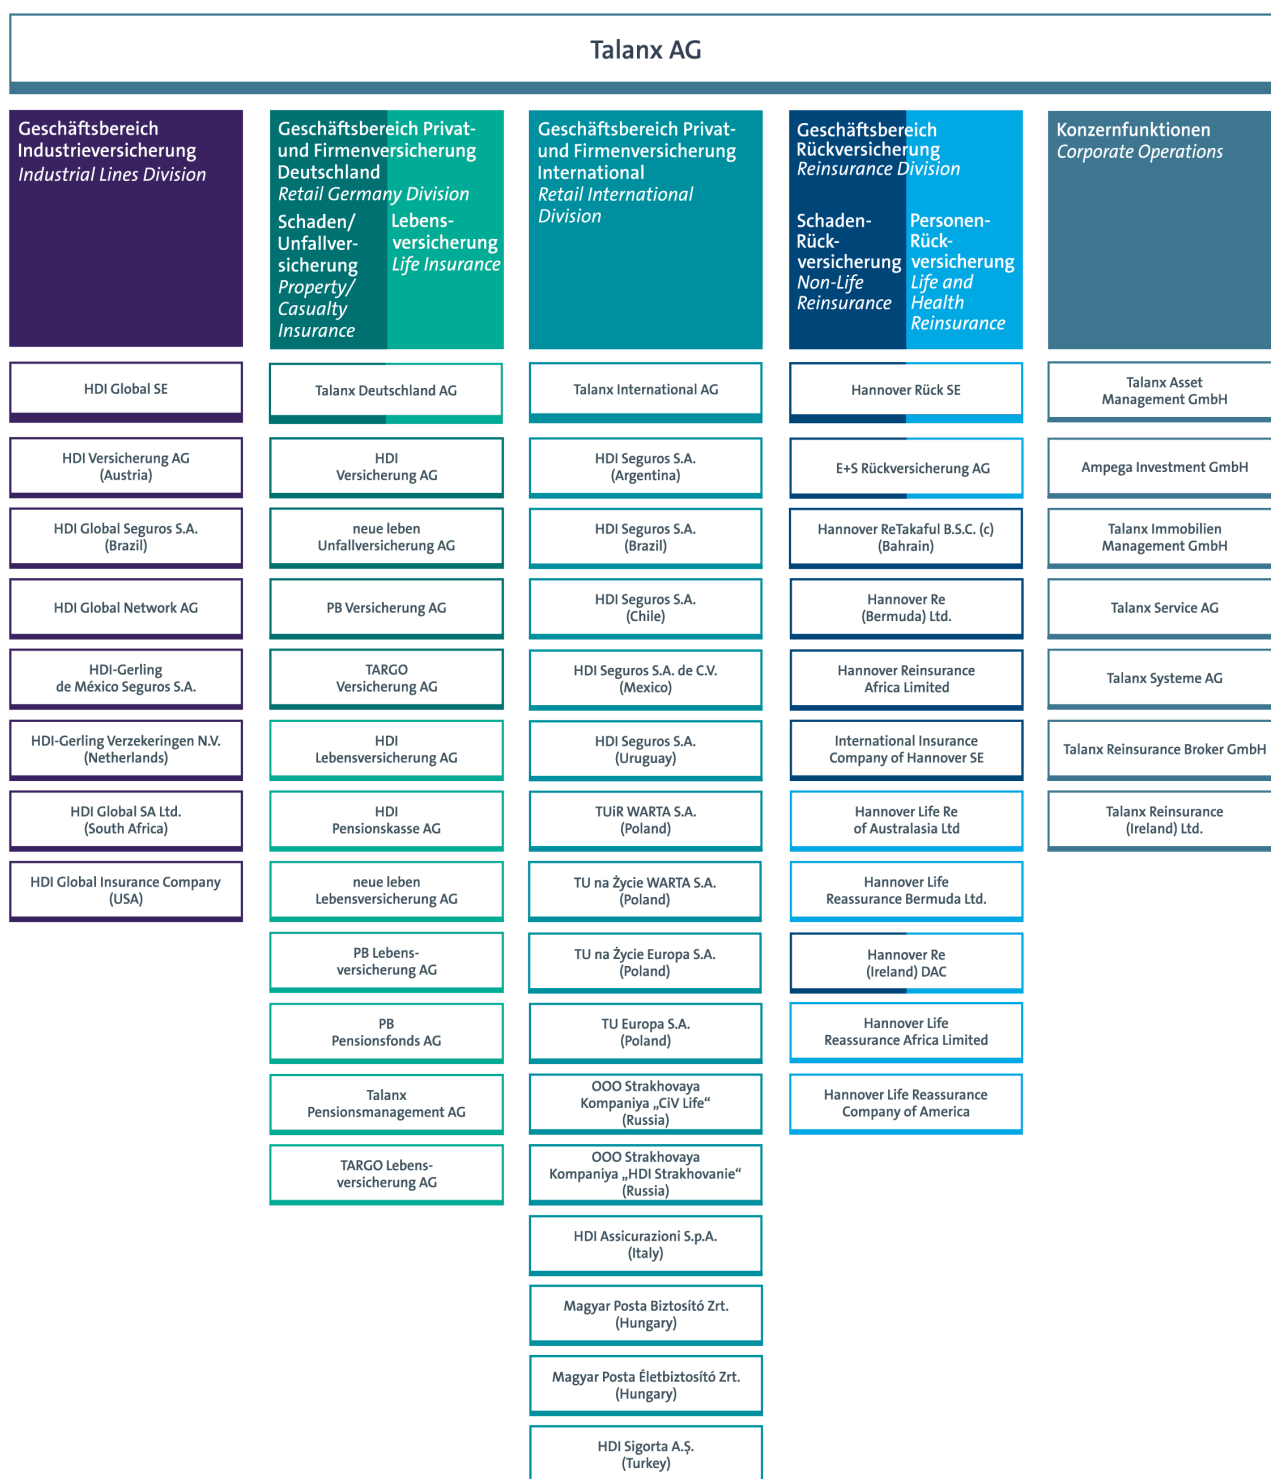 Talanx AG
Geschäftsbereich
Industrieversicherung
Industrial Lines Division
HDI Global SE
HDI Versicherung AG
(Austria)
HDI Global Seguros S.A.
(Brazil)
HDI Global Network AG
HDI-Gerling
de México Seguros S.A.
HDI-Gerling Verzekeringen N.V.
(Netherlands)
HDI Global SA Ltd.
(South Africa)
HDI Global Insurance Company
(USA)
Geschäftsbereich Privat-
und Firmenversicherung
Deutschland
Retail Germany Division
Schaden/
Unfallver-
sicherung
Property/
Casualty
Insurance
Lebens-
versicherung
Life Insurance
Talanx Deutschland AG
HDI
Versicherung AG
neue leben
Unfallversicherung AG
PB Versicherung AG
TARGO
Versicherung AG
HDI
Lebensversicherung AG
HDI
Pensionskasse AG
neue leben
Lebensversicherung AG
PB Lebens-
versicherung AG
PB
Pensionsfonds AG
Talanx
Pensionsmanagement AG
TARGO Lebens-
versicherung AG
Geschäftsbereich Privat-
und Firmenversicherung
International
Retail International
Division
Talanx International AG
HDI Seguros S.A.
(Argentina)
HDI Seguros S.A.
(Brazil)
HDI Seguros S.A.
(Chile)
HDI Seguros S.A. de C.V.
(Mexico)
HDI Seguros S.A.
(Uruguay)
TUiR WARTA S.A.
(Poland)
TU na Życie WARTA S.A.
(Poland)
TU na Życie Europa S.A.
(Poland)
TU Europa S.A.
(Poland)
OOO Strakhovaya
Kompaniya „CiV Life“
(Russia)
OOO Strakhovaya
Kompaniya „HDI Strakhovanie“
(Russia)
HDI Assicurazioni S.p.A.
(Italy)
Magyar Posta Biztosító Zrt.
(Hungary)
Magyar Posta Életbiztosító Zrt.
(Hungary)
HDI Sigorta A.Ş.
(Turkey)
Geschäftsbereich
Rückversicherung
Reinsurance Division
Schaden-
Rück-
versicherung
Non-Life
Reinsurance
Personen-
Rück-
versicherung
Life and
Health
Reinsurance
Hannover Rück SE
E+S Rückversicherung AG
Hannover ReTakaful B.S.C. (c)
(Bahrain)
Hannover Re
(Bermuda) Ltd.
Hannover Reinsurance
Africa Limited
International Insurance
Company of Hannover SE
Hannover Life Re
of Australasia Ltd
Hannover Life
Reassurance Bermuda Ltd.
Hannover Re
(Ireland) DAC
Hannover Life
Reassurance Africa Limited
Hannover Life Reassurance
Company of America
Konzernfunktionen
Corporate Operations
Talanx Asset
Management GmbH
Ampega Investment GmbH
Talanx Immobilien
Management GmbH
Talanx Service AG
Talanx Systeme AG
Talanx Reinsurance Broker GmbH
Talanx Reinsurance
(Ireland) Ltd.